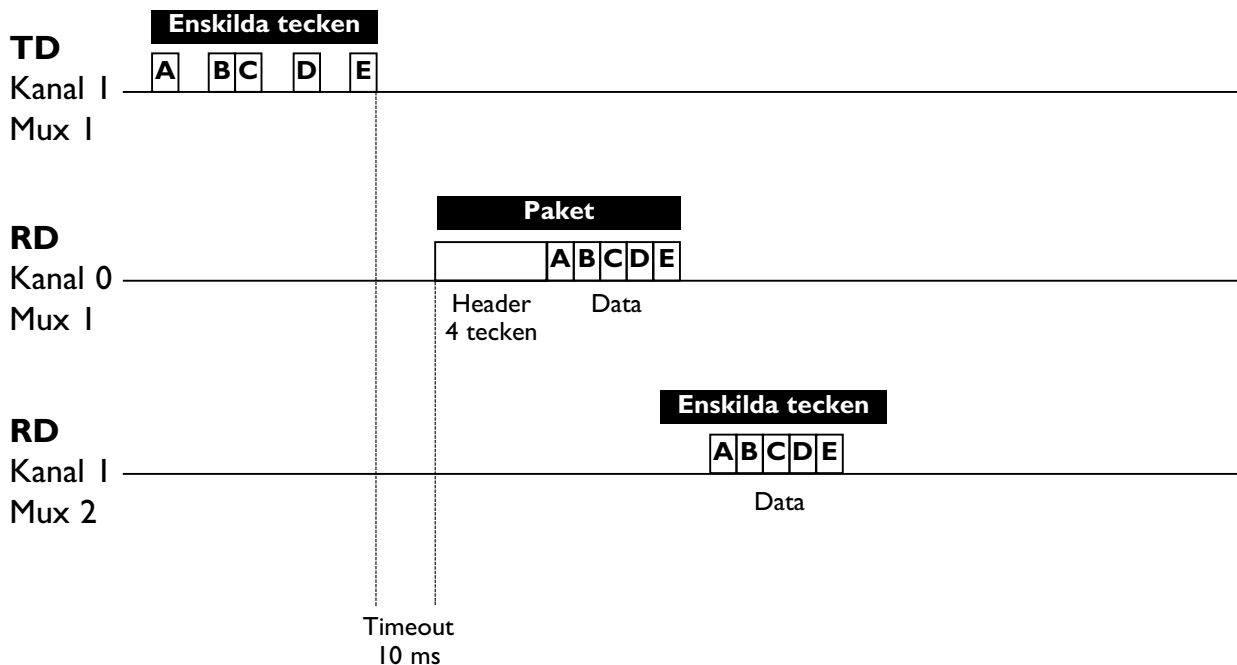 Enskilda tecken
TD
Kanal 1
Mux 1
A B C D E
Paket
RD
Kanal 0
Mux 1
A B C D E
Header
4 tecken
Data
Enskilda tecken
RD
Kanal 1
Mux 2
A B C D E
Data
Timeout
10 ms